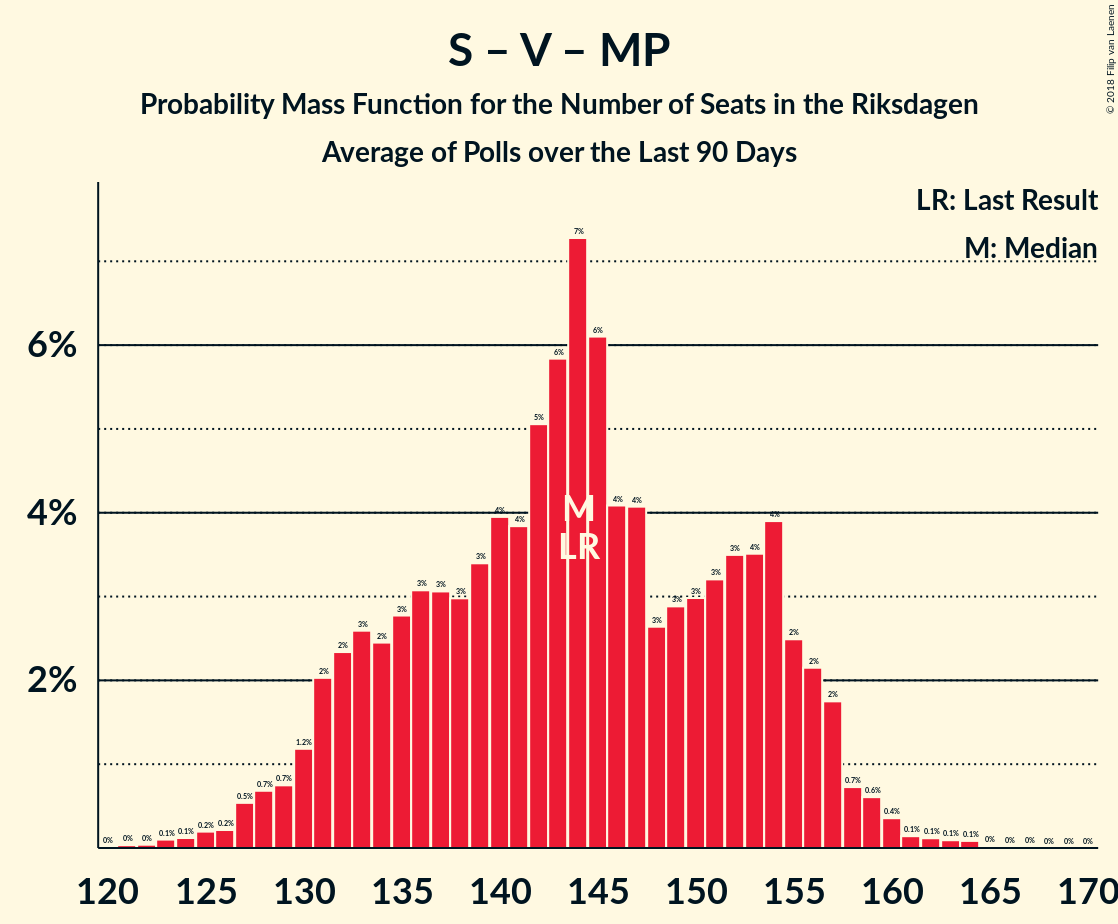 S – V – MP
Probability Mass Function for the Number of Seats in the Riksdagen
Average of Polls over the Last 90 Days
© 2018 Filip van Laenen
LR: Last Result
M: Median
6%
4%
2%
0% 0% 0% 0.1% 0.1% 0.2% 0.2% 0.5% 0.7% 0.7% 1.2% 2% 2% 3% 2% 3% 3% 3% 3% 3% 4% 4% 5% 6% 7% 6% 4% 4% 3% 3% 3% 3% 3% 4% 4% 2% 2% 2% 0.7% 0.6% 0.4% 0.1% 0.1% 0.1% 0.1% 0% 0% 0% 0% 0% 0%
M
LR
120 125 130 135 140 145 150 155 160 165 170